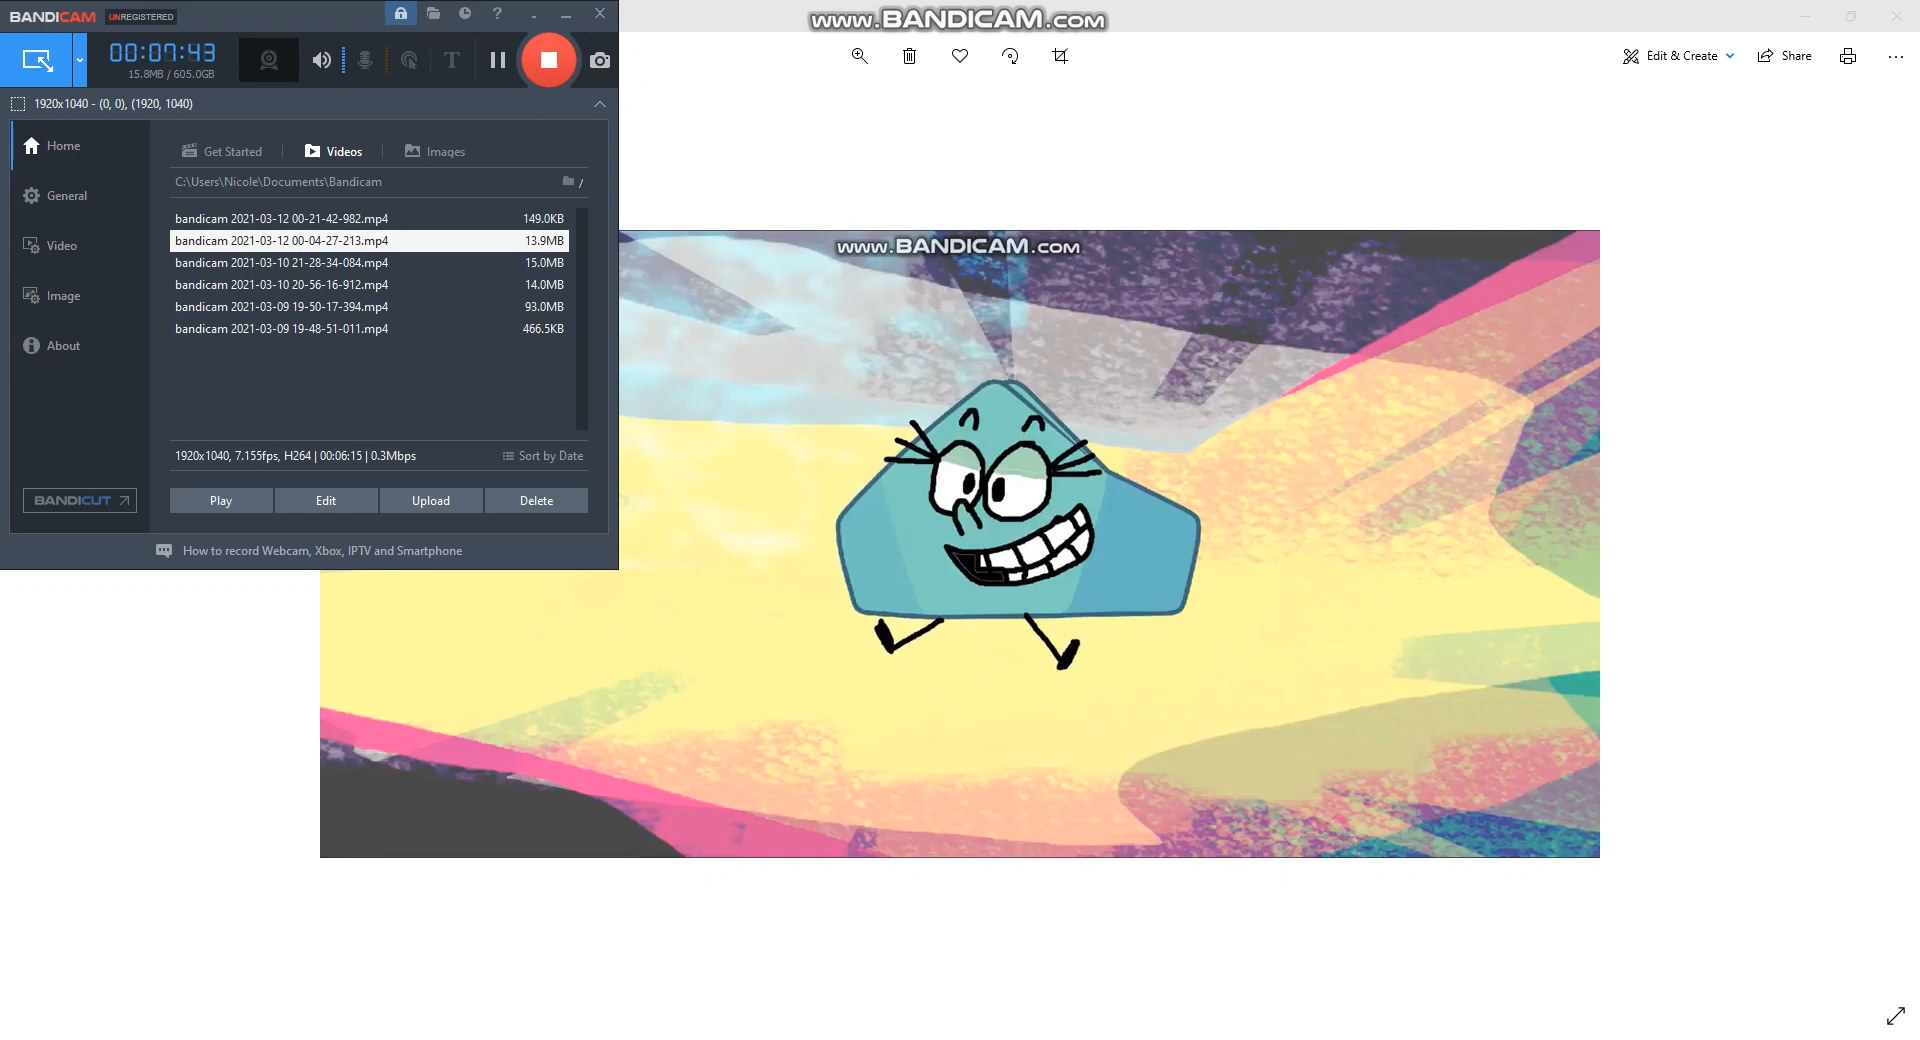 BANDICAM UNREGISTERED
www.BANDICAM.com
00:07:43
15.8MB / 605.0GB
T
Edit & Create
Share
1920x1040 - (0, 0), (1920, 1040)
Home
General
Video
Image
About
BANDICUT
Get Started
Videos
Images
C:\Users\Nicole\Documents\Bandicam
/
bandicam 2021-03-12 00-21-42-982.mp4 149.0KB
bandicam 2021-03-12 00-04-27-213.mp4 13.9MB
bandicam 2021-03-10 21-28-34-084.mp4 15.0MB
bandicam 2021-03-10 20-56-16-912.mp4 14.0MB
bandicam 2021-03-09 19-50-17-394.mp4 93.0MB
bandicam 2021-03-09 19-48-51-011.mp4 466.5KB
1920x1040, 7.155fps, H264 | 00:06:15 | 0.3Mbps
Sort by Date
Play
Edit
Upload
Delete
How to record Webcam, Xbox, IPTV and Smartphone
www.BANDICAM.com